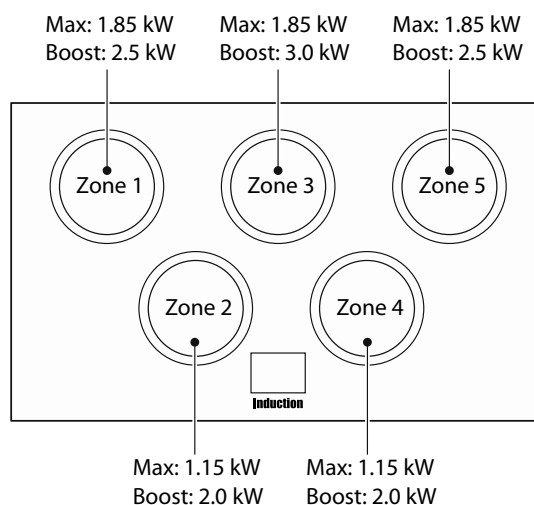 Max: 1.85 kW
Boost: 2.5 kW
Max: 1.85 kW
Boost: 3.0 kW
Max: 1.85 kW
Boost: 2.5 kW
Zone 1
Zone 3
Zone 5
Zone 2
Zone 4
Induction
Max: 1.15 kW
Boost: 2.0 kW
Max: 1.15 kW
Boost: 2.0 kW